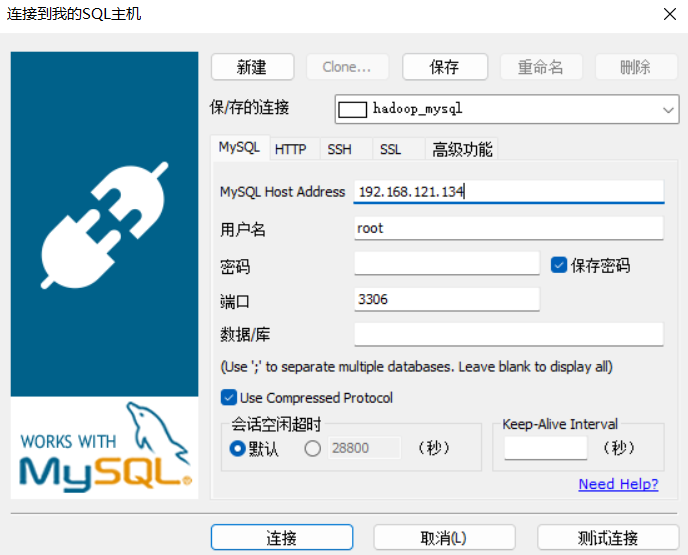 连接到我的SQL主机
新建 Clone... 保存 重命名 删除
保/存的连接 hadoop_mysql
MySQL HTTP SSH SSL 高级功能
MySQL Host Address 192.168.121.134
用户名 root
密码 保存密码
端口 3306
数据/库
(Use ';' to separate multiple databases. Leave blank to display all)
Use Compressed Protocol
会话空闲超时 Keep-Alive Interval
默认 28800 （秒） （秒）
WORKS WITH
MySQL®
Need Help?
连接 取消(L) 测试连接